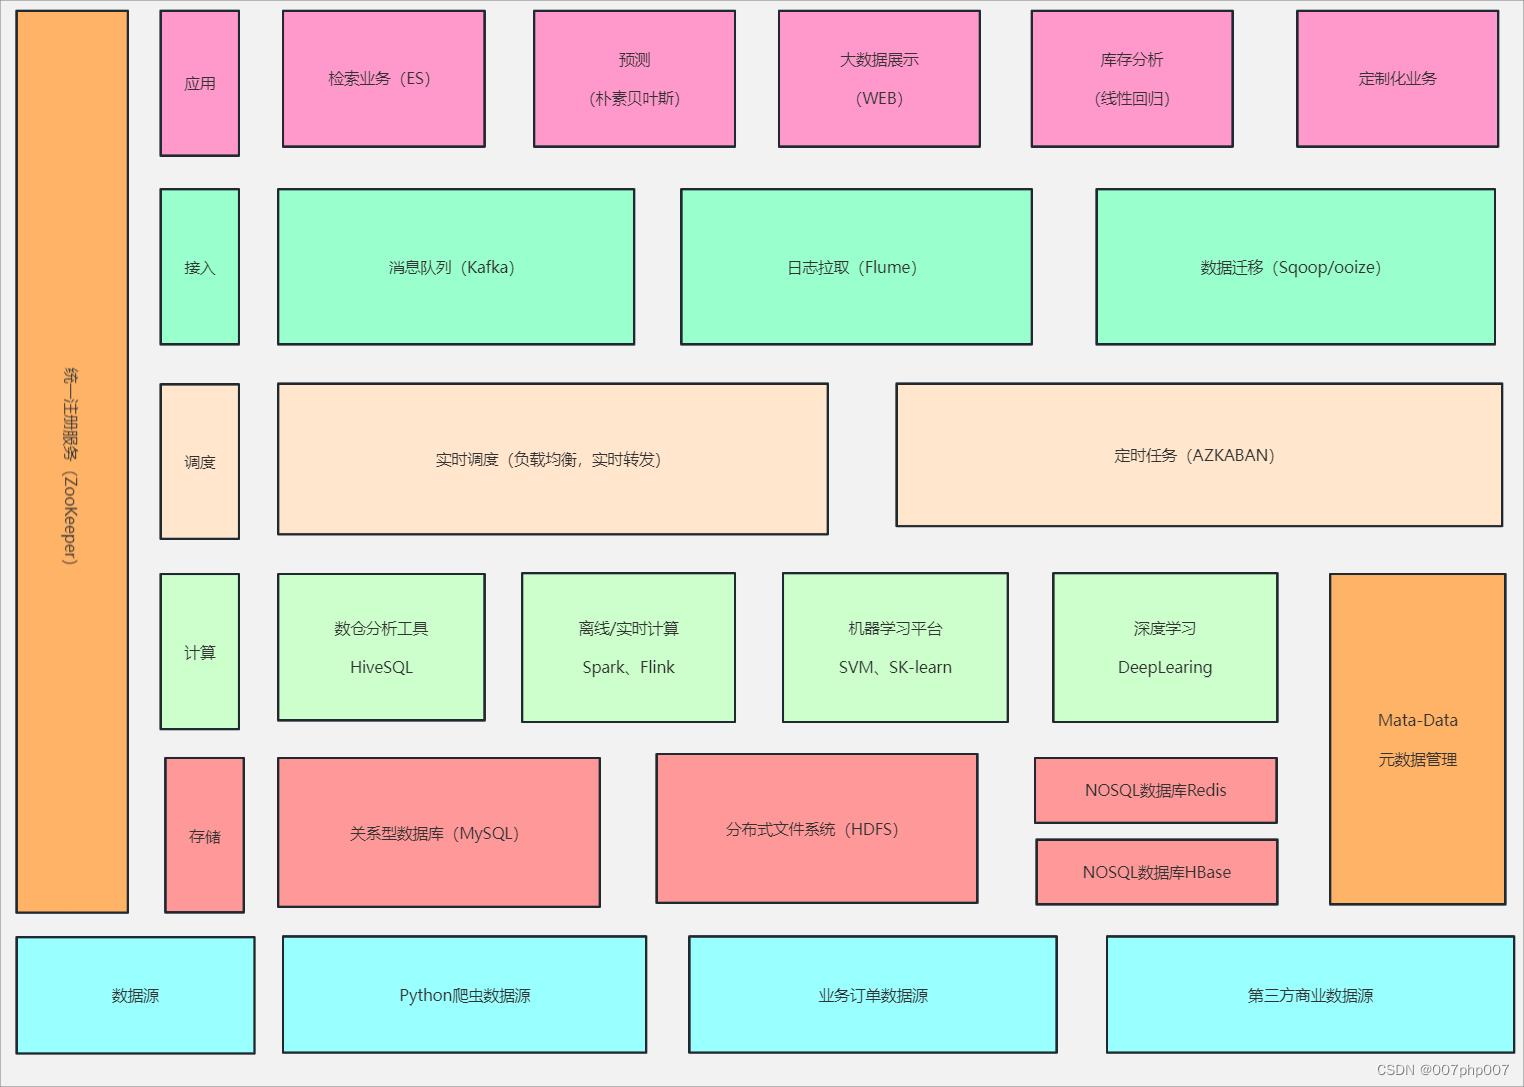 统一注册服务（ZooKeeper）
应用
检索业务（ES）
预测
（朴素贝叶斯）
大数据展示
（WEB）
库存分析
（线性回归）
定制化业务
接入
消息队列（Kafka）
日志拉取（Flume）
数据迁移（Sqoop/ooize）
调度
实时调度（负载均衡，实时转发）
定时任务（AZKABAN）
计算
数仓分析工具
HiveSQL
离线/实时计算
Spark、Flink
机器学习平台
SVM、SK-learn
深度学习
DeepLearing
Mata-Data
元数据管理
存储
关系型数据库（MySQL）
分布式文件系统（HDFS）
NOSQL数据库Redis
NOSQL数据库HBase
数据源
Python爬虫数据源
业务订单数据源
第三方商业数据源
CSDN @007php007